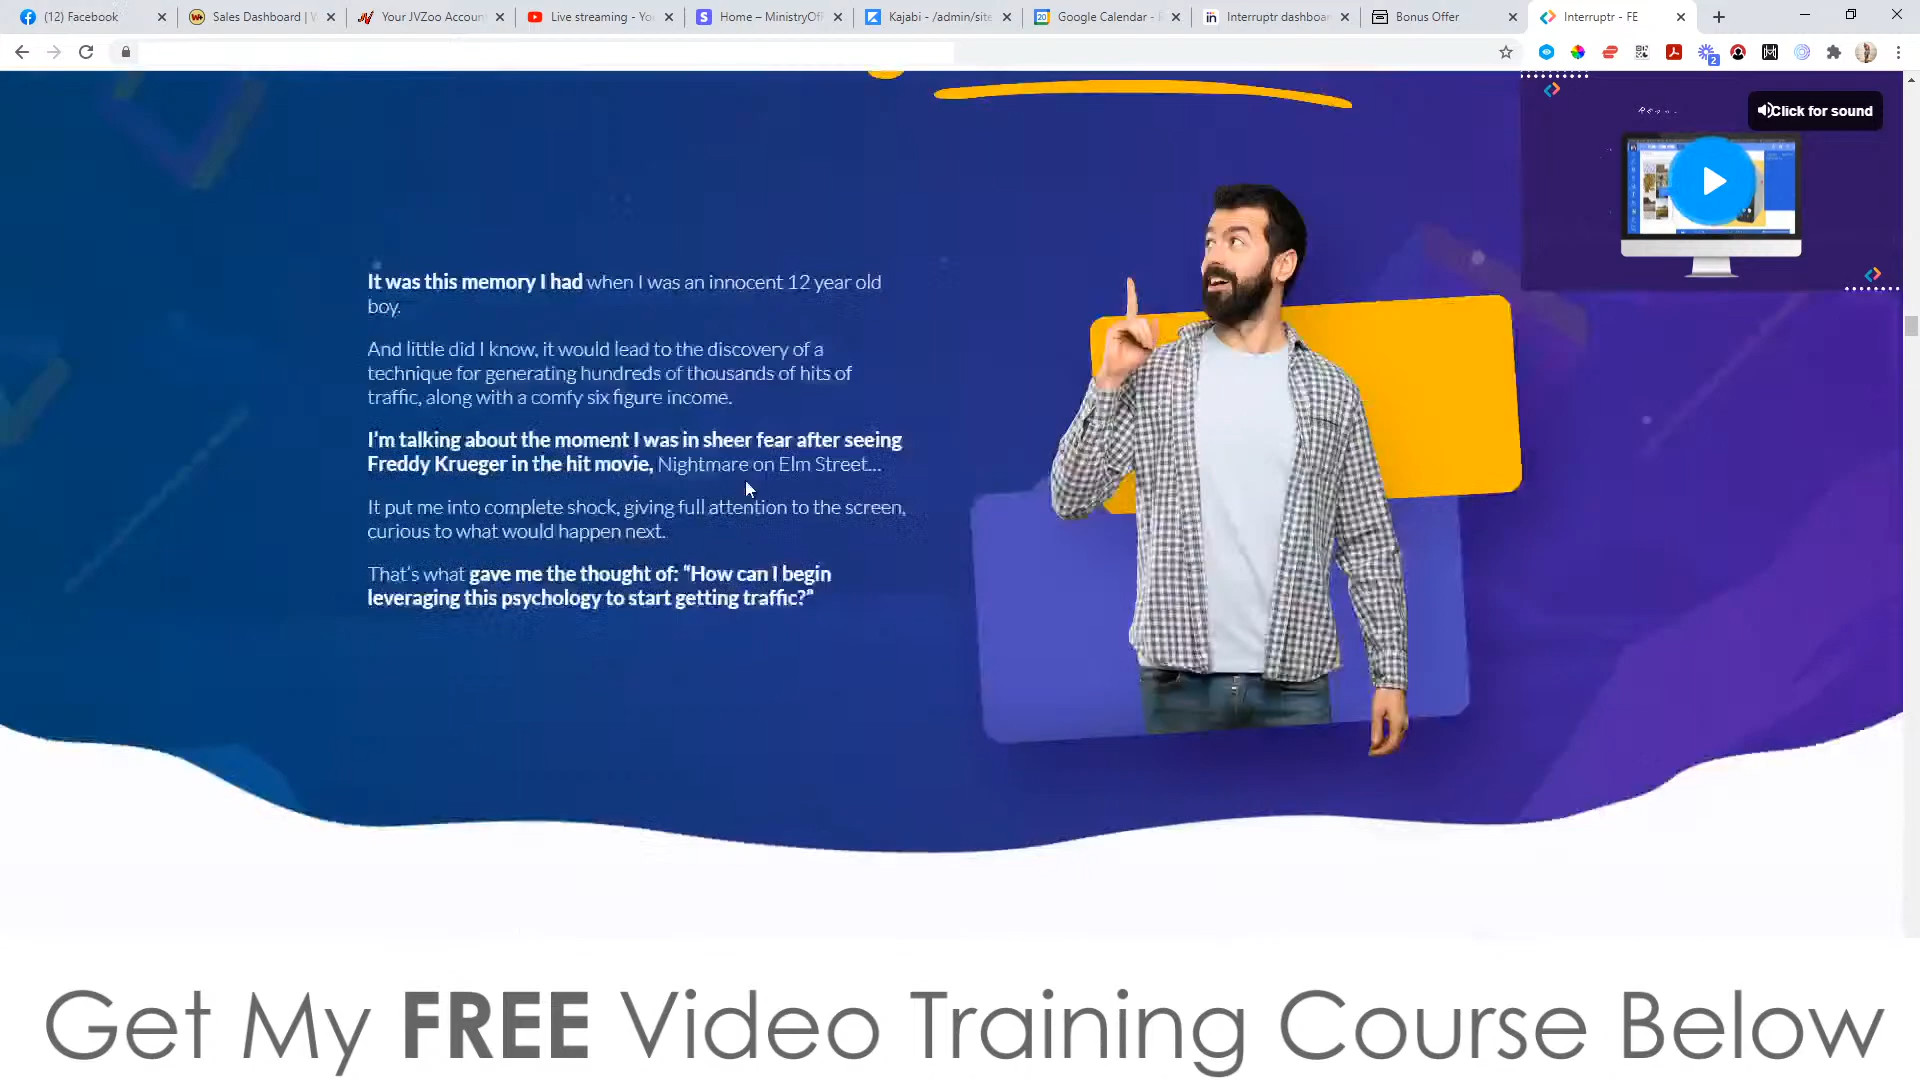 (12) Facebook
Sales Dashboard | W
Your JVZoo Accoun
Live streaming - Yo
Home – MinistryOf
Kajabi - /admin/site
Google Calendar -
Interruptr dashboar
Bonus Offer
Interruptr - FE
2
Click for sound
It was this memory I had when I was an innocent 12 year old
boy.
And little did I know, it would lead to the discovery of a
technique for generating hundreds of thousands of hits of
traffic, along with a comfy six figure income.
I'm talking about the moment I was in sheer fear after seeing
Freddy Krueger in the hit movie, Nightmare on Elm Street...
It put me into complete shock, giving full attention to the screen,
curious to what would happen next.
That's what gave me the thought of: “How can I begin
leveraging this psychology to start getting traffic?”
Get My FREE Video Training Course Below